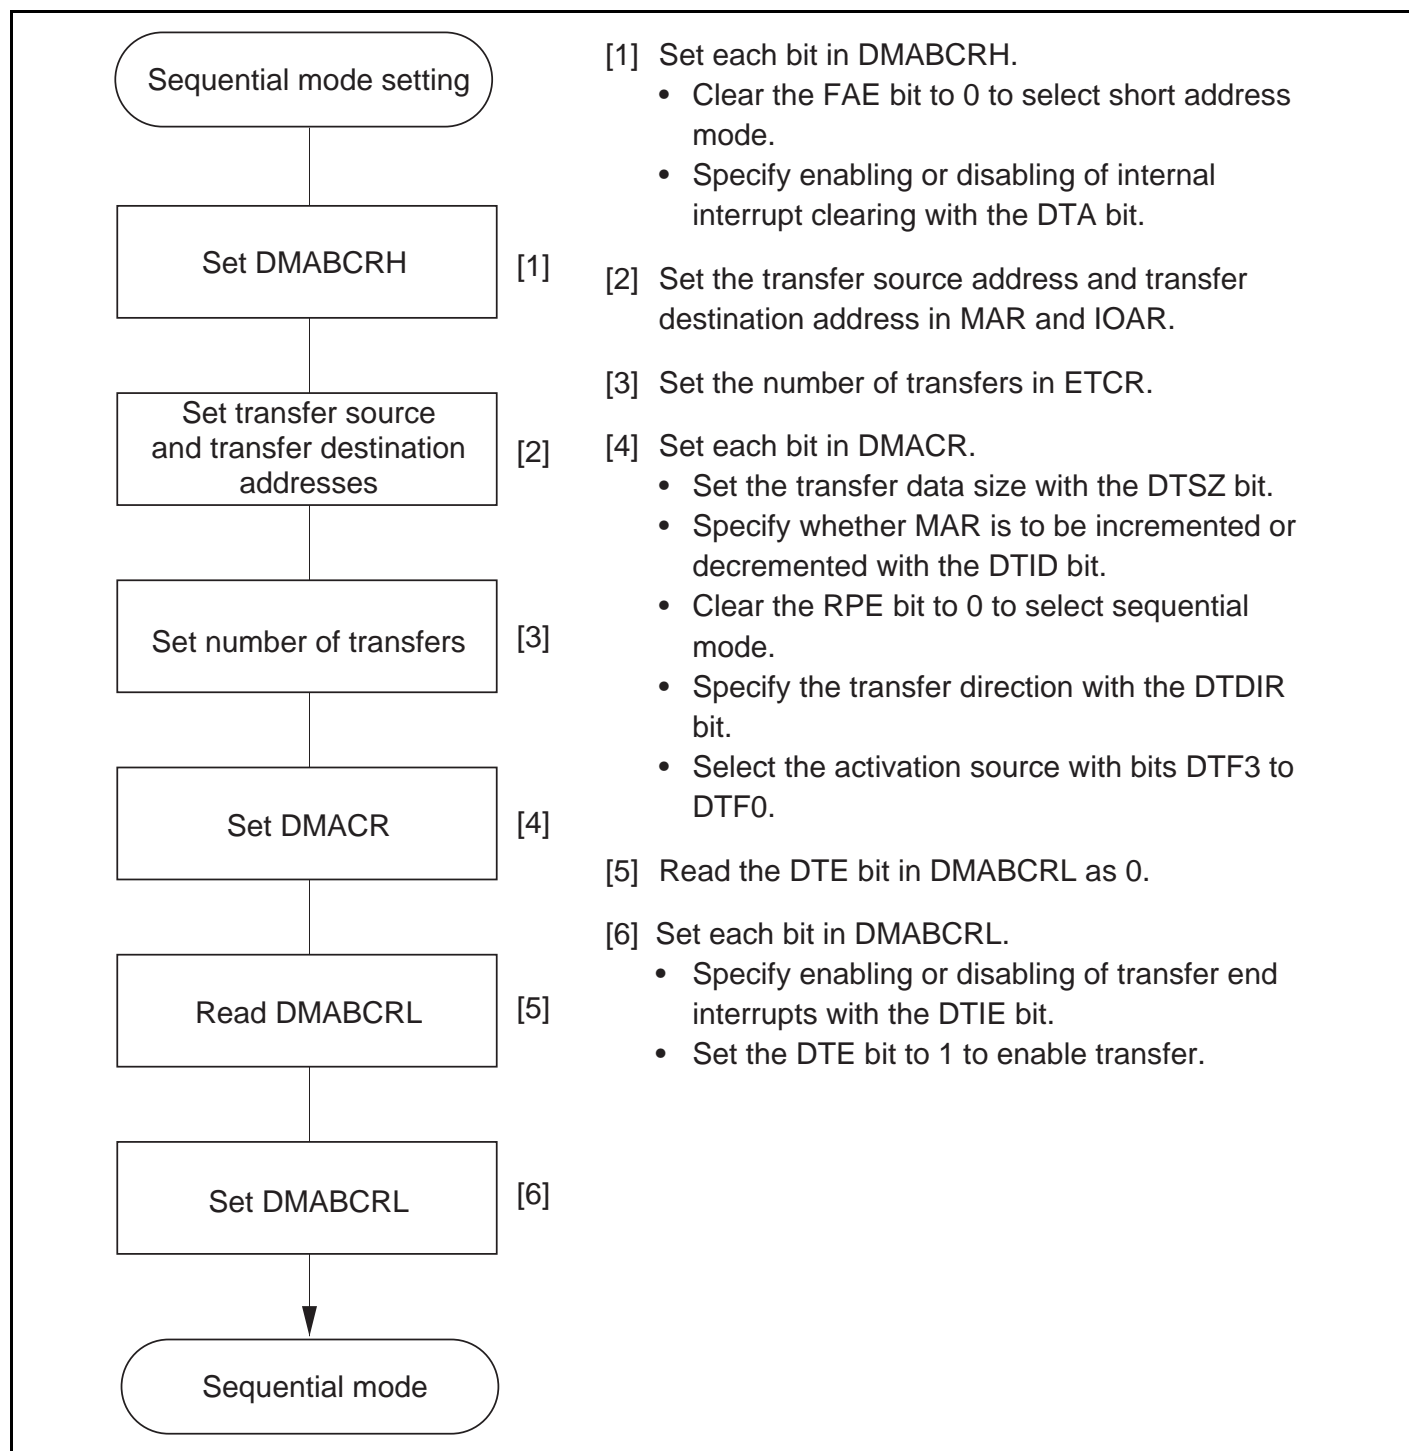 Sequential mode setting
Set DMABCRH
[1]
Set transfer source
and transfer destination
addresses
[2]
Set number of transfers
[3]
Set DMACR
[4]
Read DMABCRL
[5]
Set DMABCRL
[6]
Sequential mode
[1] Set each bit in DMABCRH.
• Clear the FAE bit to 0 to select short address
mode.
• Specify enabling or disabling of internal
interrupt clearing with the DTA bit.
[2] Set the transfer source address and transfer
destination address in MAR and IOAR.
[3] Set the number of transfers in ETCR.
[4] Set each bit in DMACR.
• Set the transfer data size with the DTSZ bit.
• Specify whether MAR is to be incremented or
decremented with the DTID bit.
• Clear the RPE bit to 0 to select sequential
mode.
• Specify the transfer direction with the DTDIR
bit.
• Select the activation source with bits DTF3 to
DTF0.
[5] Read the DTE bit in DMABCRL as 0.
[6] Set each bit in DMABCRL.
• Specify enabling or disabling of transfer end
interrupts with the DTIE bit.
• Set the DTE bit to 1 to enable transfer.